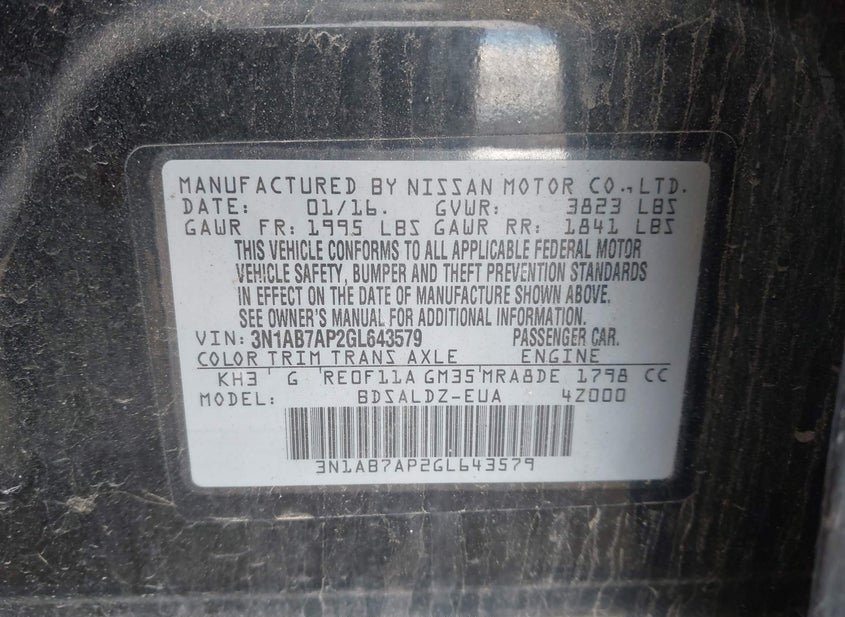 MANUFACTURED BY NISSAN MOTOR CO.,LTD.
DATE: 01/16. GVWR: 3823 LBS
GAWR FR: 1995 LBS GAWR RR: 1841 LBS
THIS VEHICLE CONFORMS TO ALL APPLICABLE FEDERAL MOTOR
VEHICLE SAFETY, BUMPER AND THEFT PREVENTION STANDARDS
IN EFFECT ON THE DATE OF MANUFACTURE SHOWN ABOVE.
SEE OWNER'S MANUAL FOR ADDITIONAL INFORMATION.
VIN: 3N1AB7AP2GL643579 PASSENGER CAR.
COLOR TRIM TRANS AXLE ENGINE
KH3 G RE0F11A GM35 MRA8DE 1798 CC
MODEL: BDSALDZ-EUA 4Z000
3N1AB7AP2GL643579